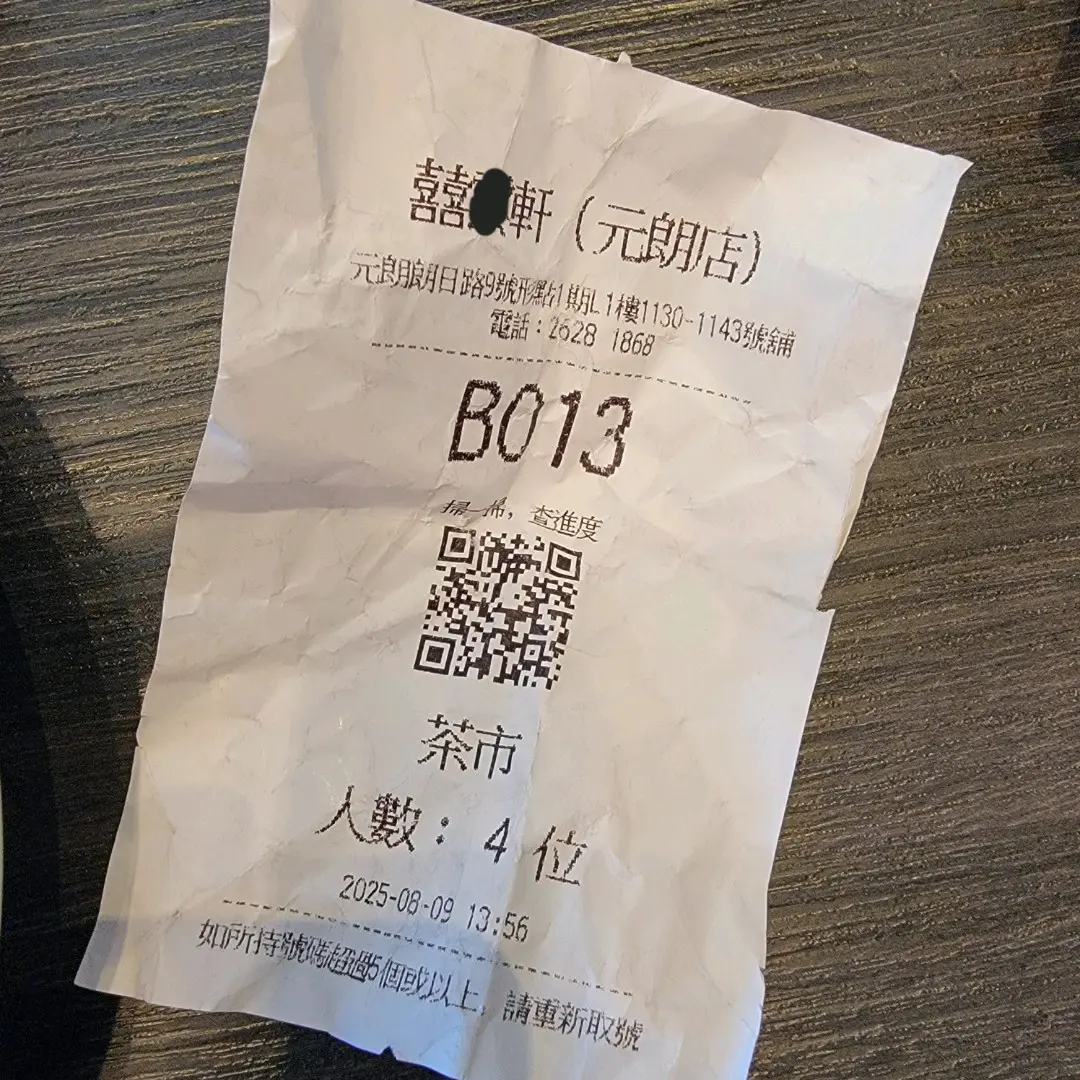 囍軒(元朗店)
元朗朗日路9號形點1期L1樓1130-1143號舖
電話：2628 1868
B013
掃一掃，查進度
茶市
人數：4 位
2025-08-09 13:56
如所持號碼超過5個或以上，請重新取號